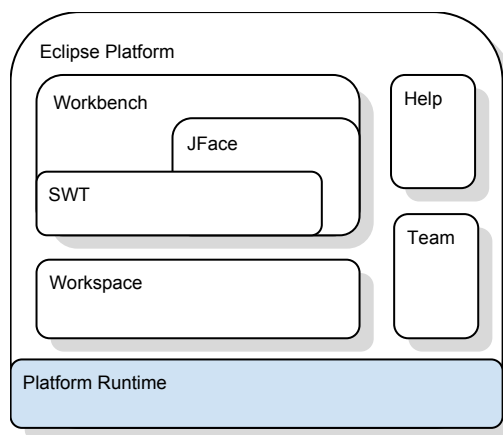 Eclipse Platform
Workbench
JFace
SWT
Help
Team
Workspace
Platform Runtime